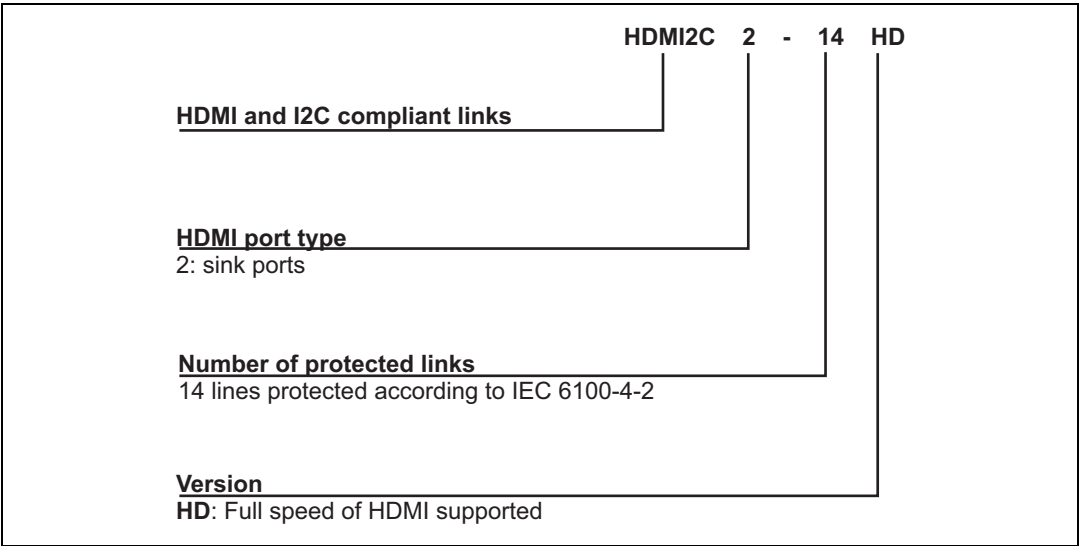 HDMI2C 2 - 14 HD
HDMI and I2C compliant links
HDMI port type
2: sink ports
Number of protected links
14 lines protected according to IEC 6100-4-2
Version
HD: Full speed of HDMI supported